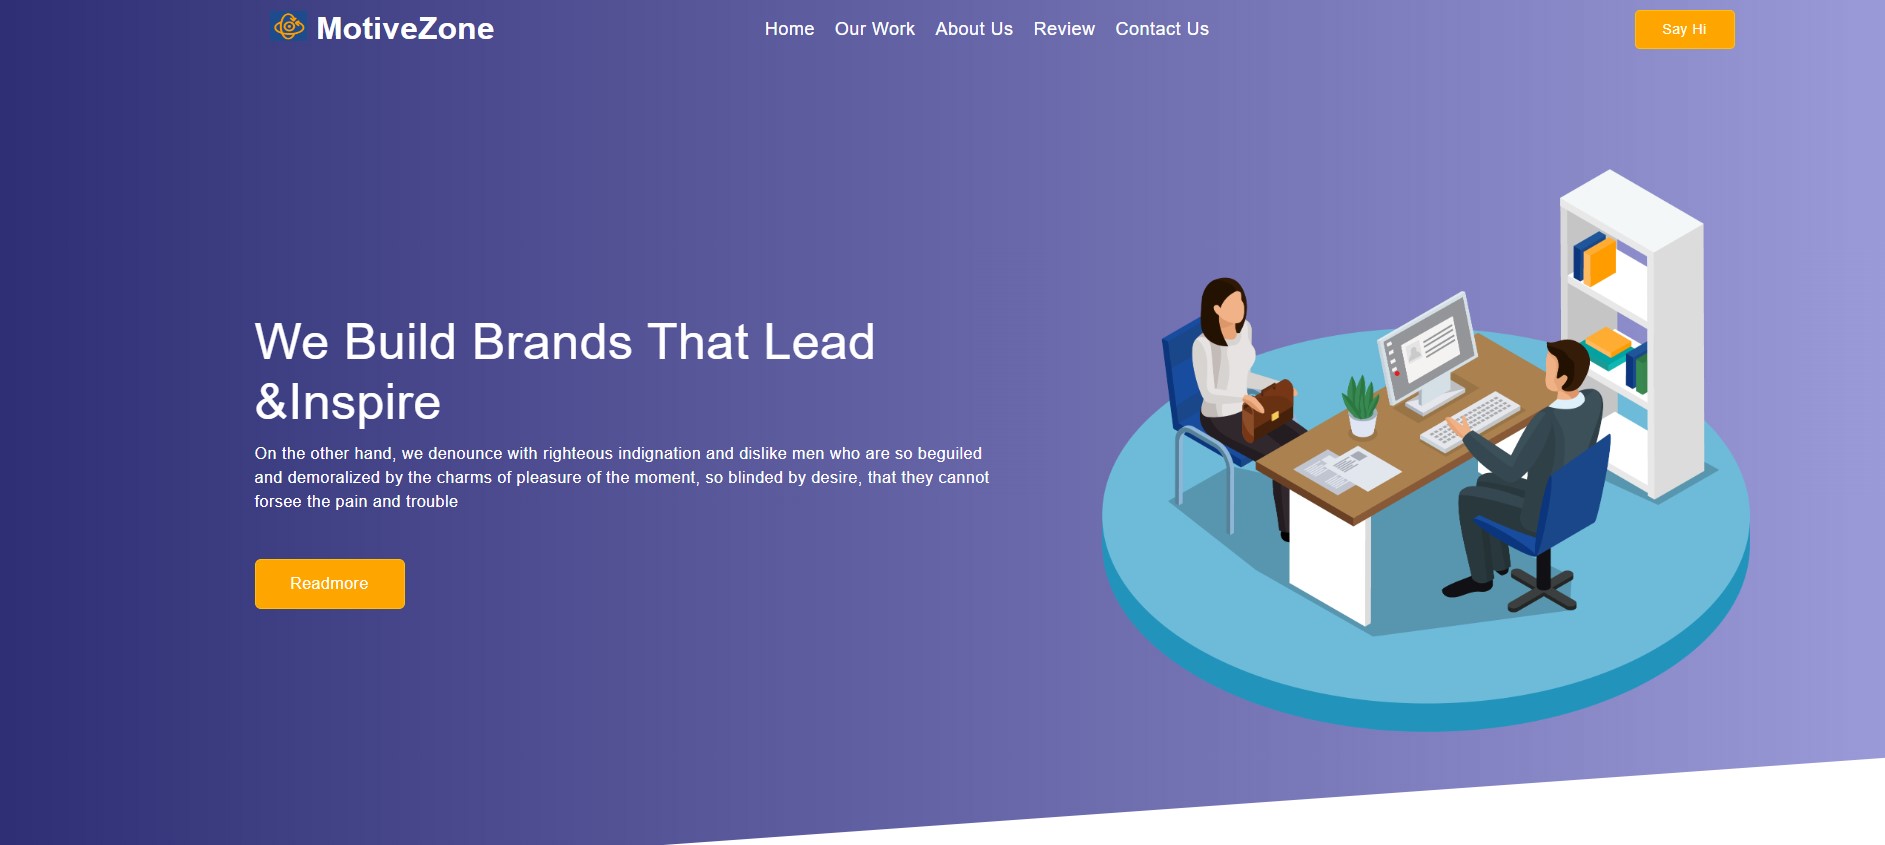 MotiveZone
Home Our Work About Us Review Contact Us
Say Hi
We Build Brands That Lead
&Inspire
On the other hand, we denounce with righteous indignation and dislike men who are so beguiled
and demoralized by the charms of pleasure of the moment, so blinded by desire, that they cannot
forsee the pain and trouble
Readmore